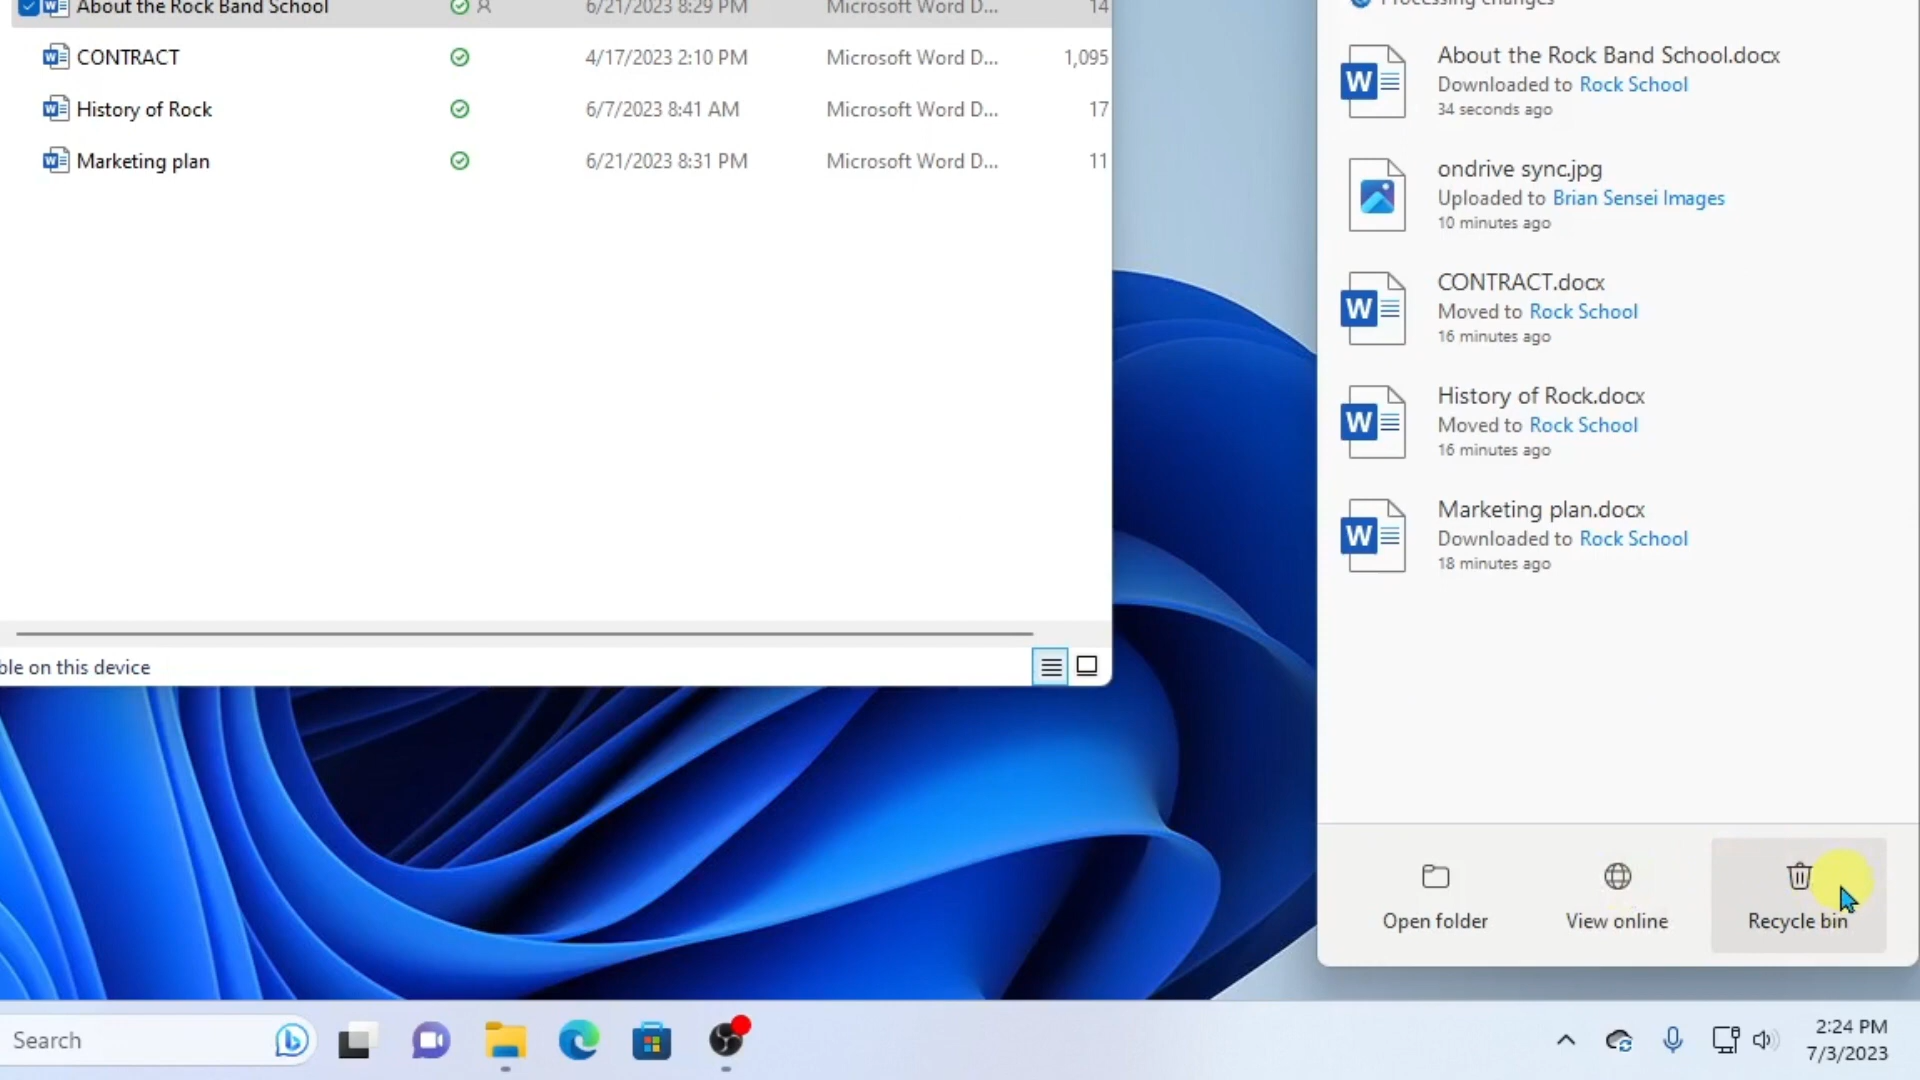 About the Rock Band School 6/21/2023 8:29 PM Microsoft Word D... 14
CONTRACT 4/17/2023 2:10 PM Microsoft Word D... 1,095
History of Rock 6/7/2023 8:41 AM Microsoft Word D... 17
Marketing plan 6/21/2023 8:31 PM Microsoft Word D... 11
ble on this device
Processing changes
About the Rock Band School.docx
Downloaded to Rock School
34 seconds ago
ondrive sync.jpg
Uploaded to Brian Sensei Images
10 minutes ago
CONTRACT.docx
Moved to Rock School
16 minutes ago
History of Rock.docx
Moved to Rock School
16 minutes ago
Marketing plan.docx
Downloaded to Rock School
18 minutes ago
Open folder View online Recycle bin
Search
2:24 PM
7/3/2023